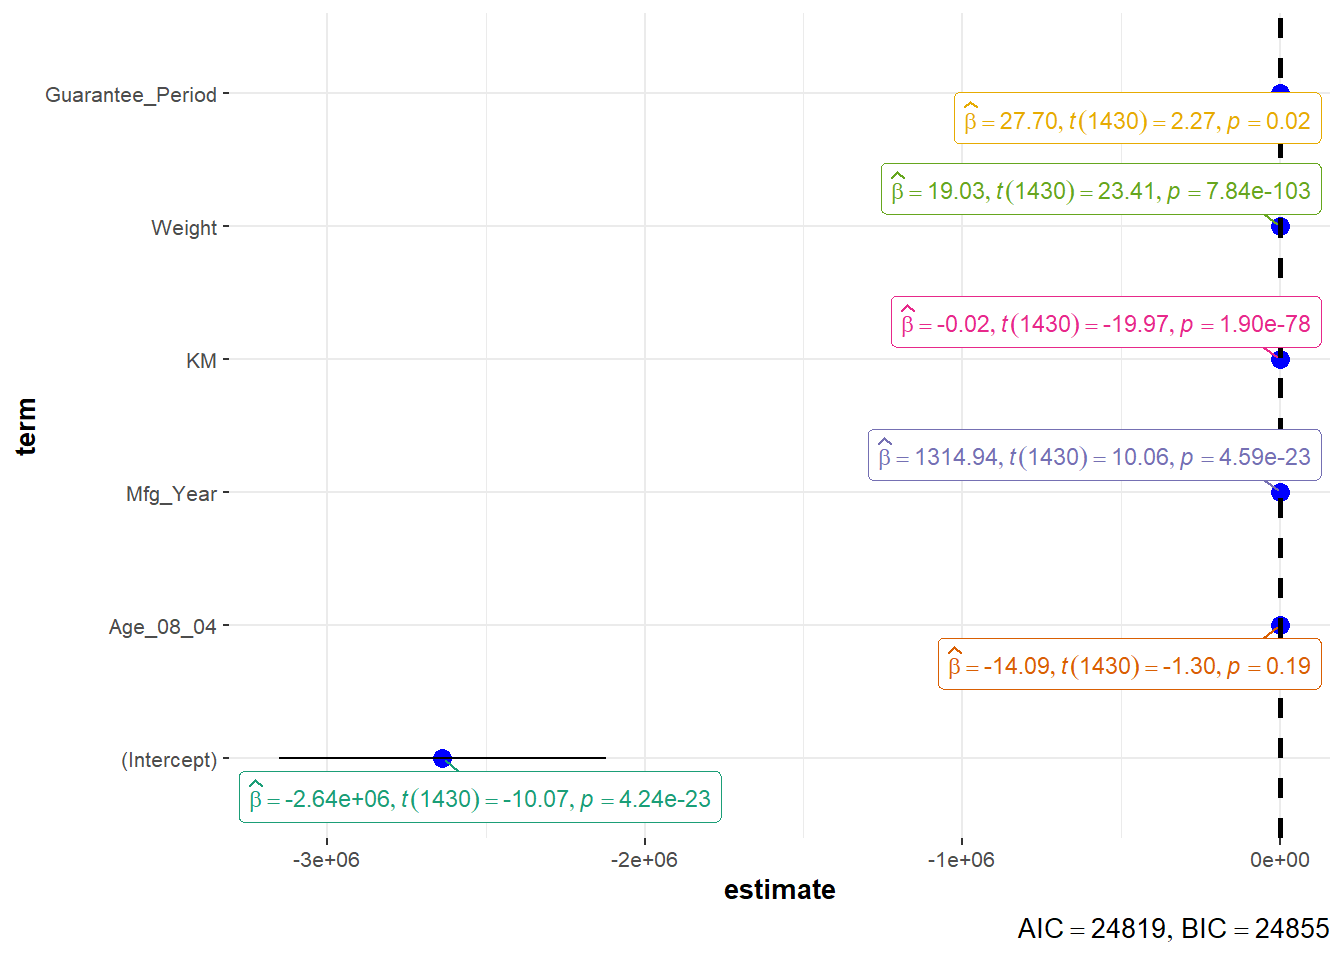 Guarantee_Period
β̂ = 27.70, t(1430) = 2.27, p = 0.02
β̂ = 19.03, t(1430) = 23.41, p = 7.84e-103
Weight
β̂ = -0.02, t(1430) = -19.97, p = 1.90e-78
KM
term
β̂ = 1314.94, t(1430) = 10.06, p = 4.59e-23
Mfg_Year
Age_08_04
β̂ = -14.09, t(1430) = -1.30, p = 0.19
(Intercept)
β̂ = -2.64e+06, t(1430) = -10.07, p = 4.24e-23
-3e+06 -2e+06 -1e+06 0e+00
estimate
AIC = 24819, BIC = 24855